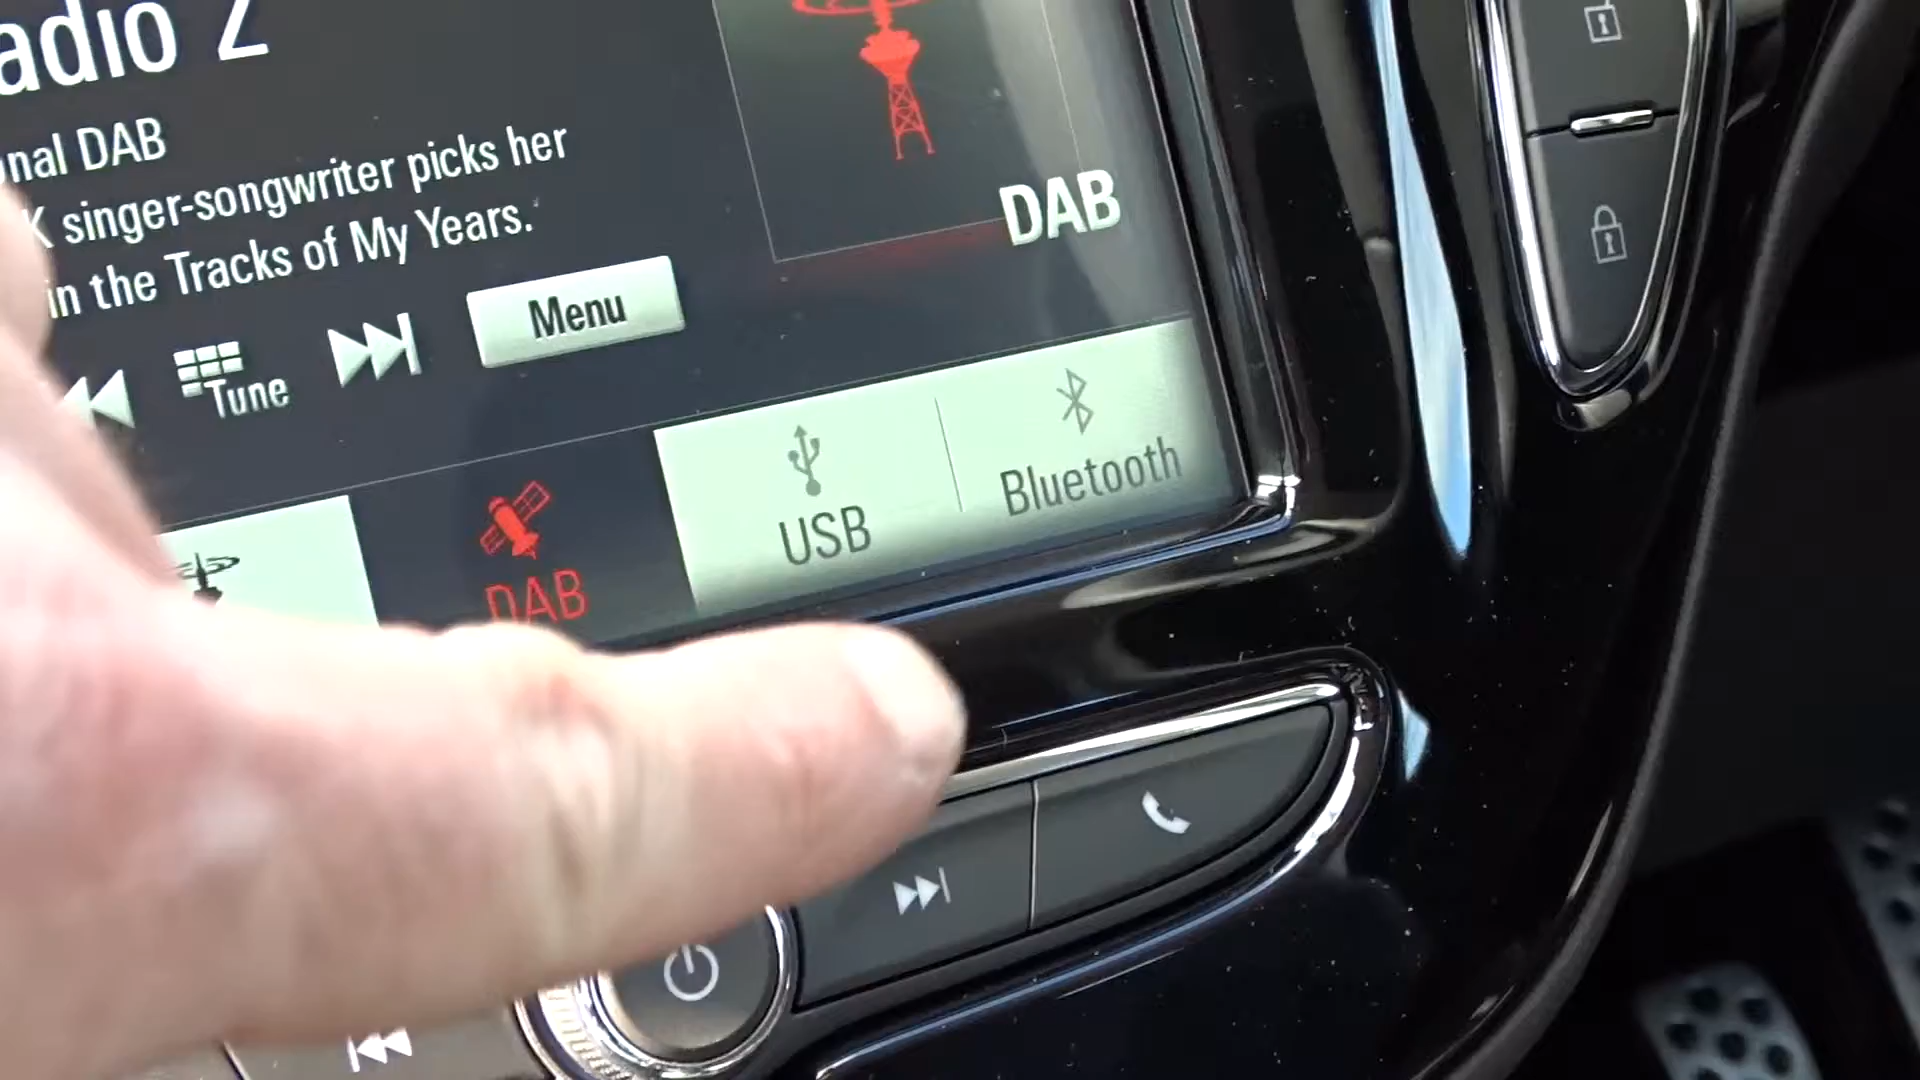 adio 2
nal DAB
K singer-songwriter picks her
in the Tracks of My Years.
DAB
Tune
Menu
DAB
USB
Bluetooth